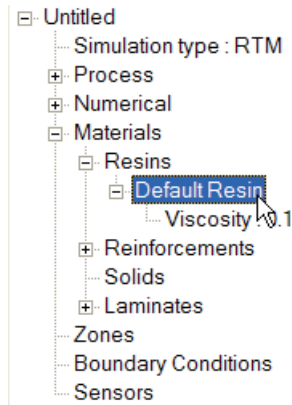 Untitled
Simulation type : RTM
Process
Numerical
Materials
Resins
Default Resin
Viscosity : 0.1
Reinforcements
Solids
Laminates
Zones
Boundary Conditions
Sensors